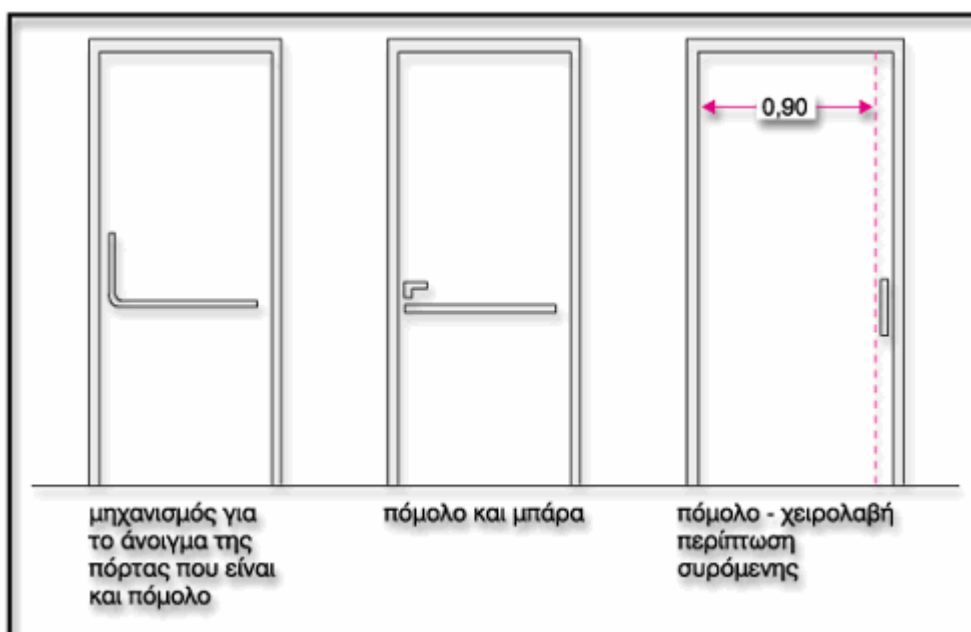 0,90
μηχανισμός για
το άνοιγμα της
πόρτας που είναι
και πόμολο
πόμολο και μπάρα
πόμολο - χειρολαβή
περίπτωση
συρόμενης